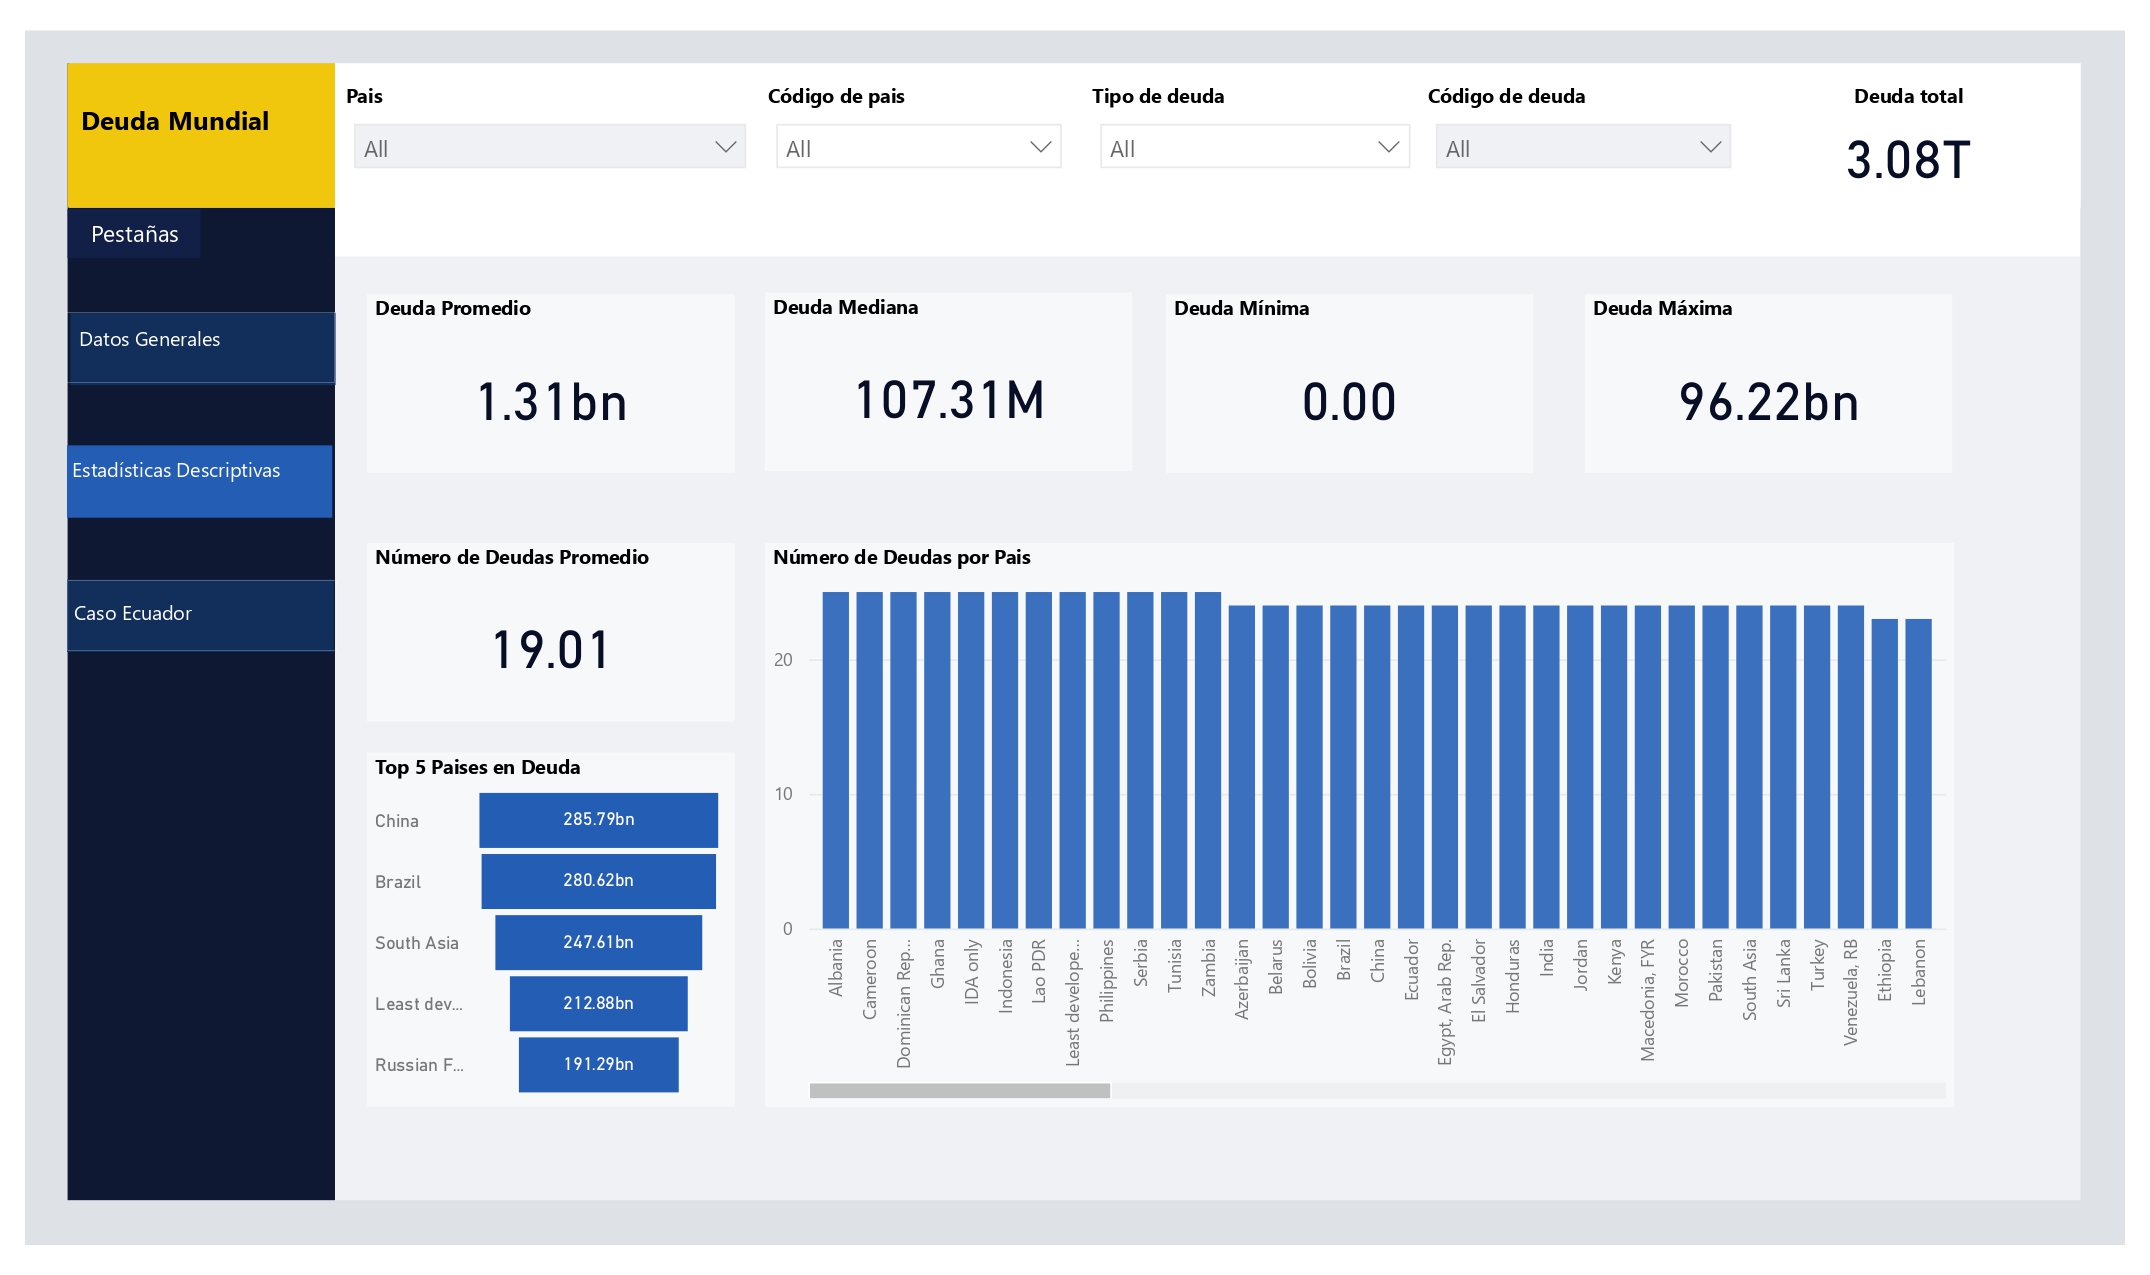 Deuda Mundial
Pais
Código de pais
Tipo de deuda
Código de deuda
Deuda total
All
All
All
All
3.08T
Pestañas
Datos Generales
Estadísticas Descriptivas
Caso Ecuador
Deuda Promedio
1.31bn
Deuda Mediana
107.31M
Deuda Mínima
0.00
Deuda Máxima
96.22bn
Número de Deudas Promedio
19.01
Top 5 Paises en Deuda
China
285.79bn
Brazil
280.62bn
South Asia
247.61bn
Least dev...
212.88bn
Russian F...
191.29bn
Número de Deudas por Pais
20
10
0
Albania
Cameroon
Dominican Rep...
Ghana
IDA only
Indonesia
Lao PDR
Least develope...
Philippines
Serbia
Tunisia
Zambia
Azerbaijan
Belarus
Bolivia
Brazil
China
Ecuador
Egypt, Arab Rep.
El Salvador
Honduras
India
Jordan
Kenya
Macedonia, FYR
Morocco
Pakistan
South Asia
Sri Lanka
Turkey
Venezuela, RB
Ethiopia
Lebanon